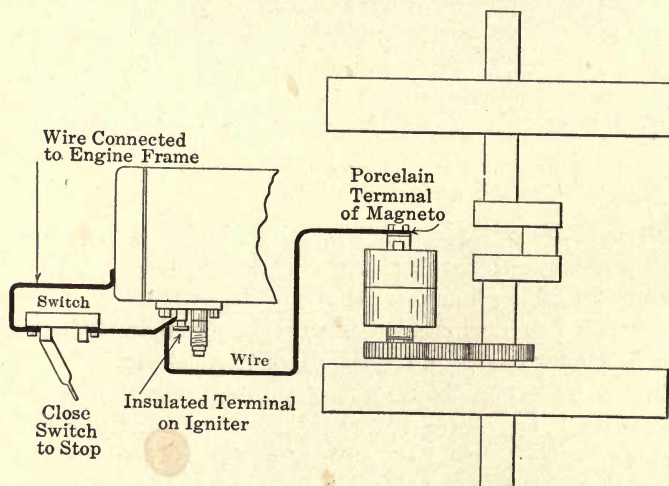 Wire Connected
to Engine Frame
Porcelain
Terminal
of Magneto
Switch
Wire
Insulated Terminal
on Igniter
Close
Switch
to Stop